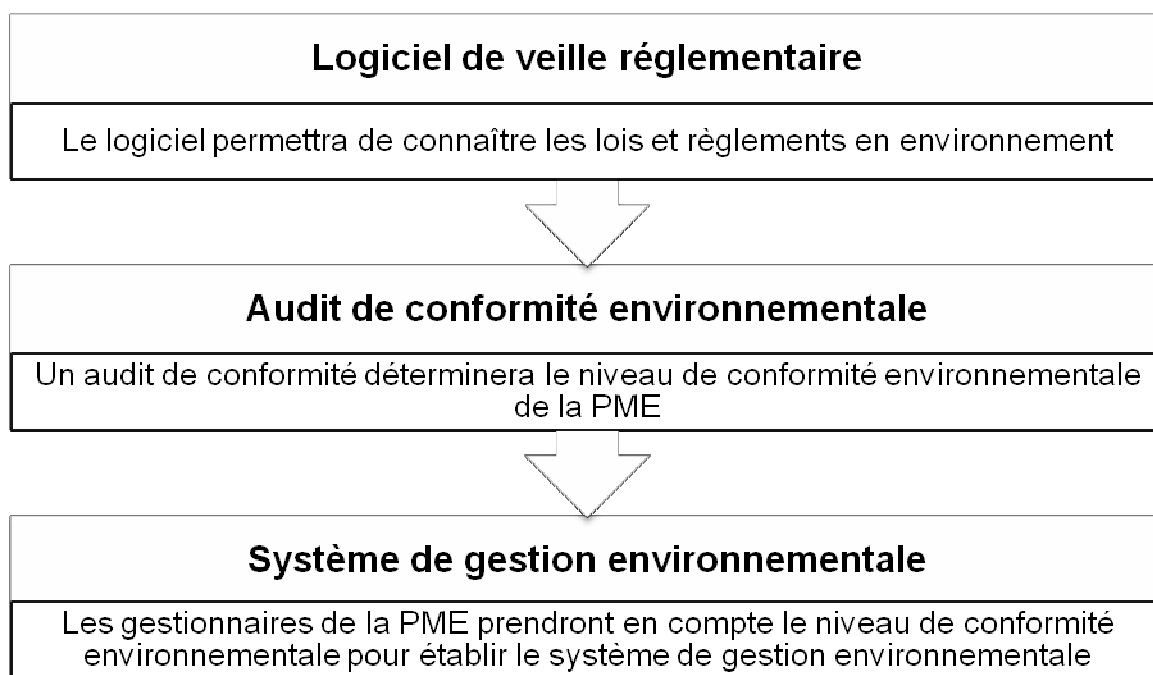 Logiciel de veille réglementaire
Le logiciel permettra de connaître les lois et règlements en environnement
Audit de conformité environnementale
Un audit de conformité déterminera le niveau de conformité environnementale
de la PME
Système de gestion environnementale
Les gestionnaires de la PME prendront en compte le niveau de conformité
environnementale pour établir le système de gestion environnementale